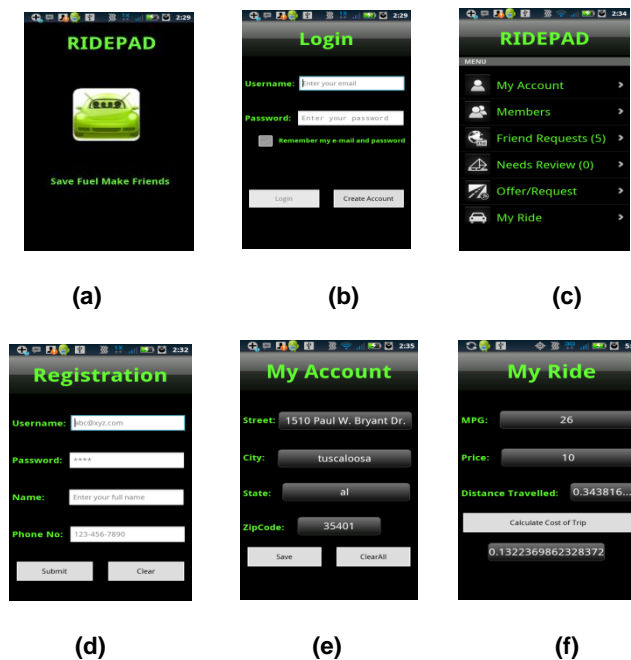 2:29
RIDEPAD
Save Fuel Make Friends
(a)
2:29
Login
Username: Enter your email
Password: Enter your password
Remember my e-mail and password
Login Create Account
(b)
2:34
RIDEPAD
MENU
My Account
Members
Friend Requests (5)
Needs Review (0)
Offer/Request
My Ride
(c)
2:32
Registration
Username: abc@xyz.com
Password: ****
Name: Enter your full name
Phone No: 123-456-7890
Submit Clear
(d)
2:35
My Account
Street: 1510 Paul W. Bryant Dr.
City: tuscaloosa
State: al
ZipCode: 35401
Save ClearAll
(e)
My Ride
MPG: 26
Price: 10
Distance Travelled: 0.343816...
Calculate Cost of Trip
0.1322369862328372
(f)